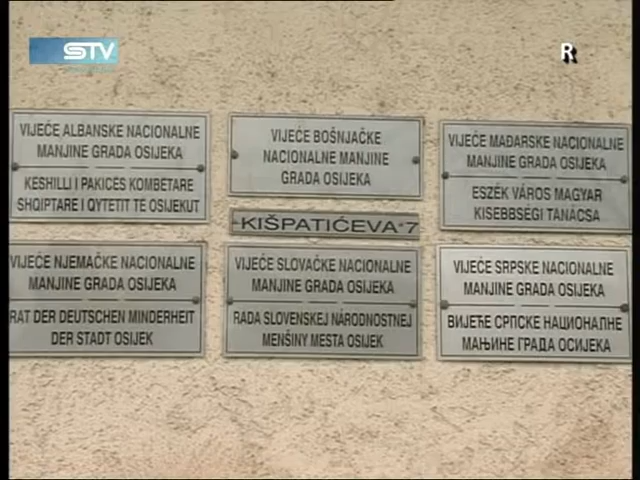 STV
R
VIJEĆE ALBANSKE NACIONALNE
MANJINE GRADA OSIJEKA
KËSHILLI I PAKICËS KOMBËTARE
SHQIPTARE I QYTETIT TË OSIJEKUT
VIJEĆE BOŠNJAČKE
NACIONALNE MANJINE
GRADA OSIJEKA
VIJEĆE MAĐARSKE NACIONALNE
MANJINE GRADA OSIJEKA
ESZÉK VÁROS MAGYAR
KISEBBSÉGI TANÁCSA
KIŠPATIĆEVA 7
VIJEĆE NJEMAČKE NACIONALNE
MANJINE GRADA OSIJEKA
RAT DER DEUTSCHEN MINDERHEIT
DER STADT OSIJEK
VIJEĆE SLOVAČKE NACIONALNE
MANJINE GRADA OSIJEKA
RADA SLOVENSKEJ NÁRODNOSTNEJ
MENŠINY MESTA OSIJEK
VIJEĆE SRPSKE NACIONALNE
MANJINE GRADA OSIJEKA
ВИЈЕЋЕ СРПСКЕ НАЦИОНАЛНЕ
МАЊИНЕ ГРАДА ОСИЈЕКА